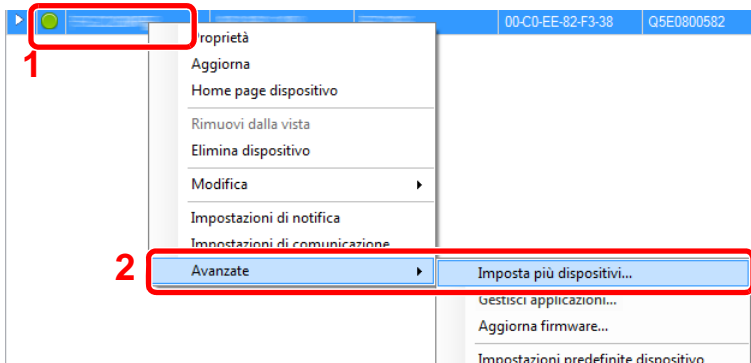 00-C0-EE-82-F3-38 Q5E0800582
1
Proprietà
Aggiorna
Home page dispositivo
Rimuovi dalla vista
Elimina dispositivo
Modifica
Impostazioni di notifica
Impostazioni di comunicazione
2
Avanzate
Imposta più dispositivi...
Gestisci applicazioni...
Aggiorna firmware...
Impostazioni predefinite dispositivo